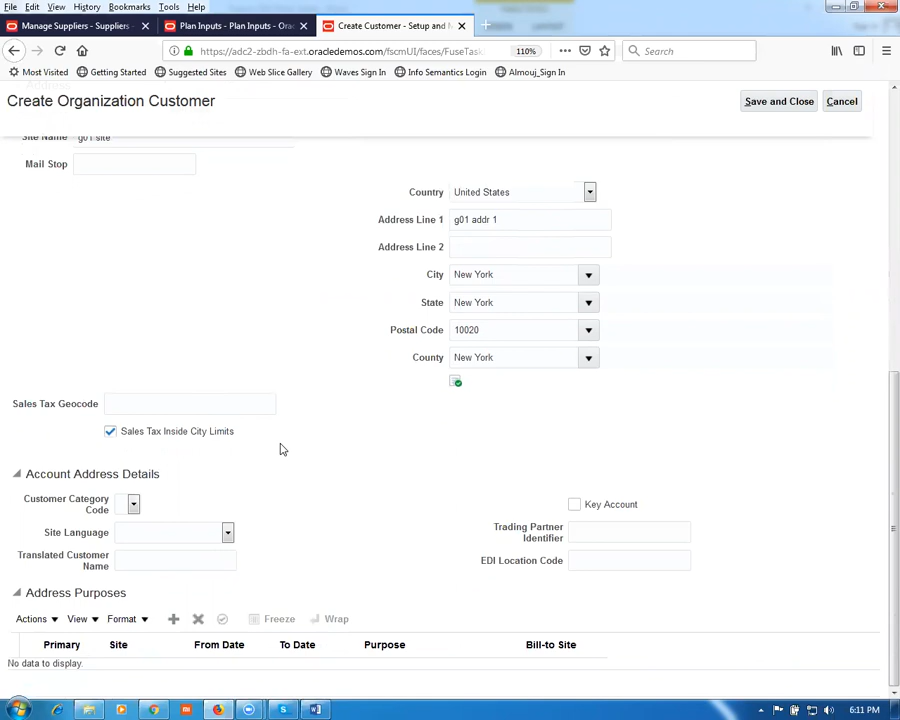 File Edit View History Bookmarks Tools Help
Manage Suppliers - Suppliers - × Plan Inputs - Plan Inputs - Orac × Create Customer - Setup and M × +
https://adc2-zbdh-fa-ext.oracledemos.com/fscmUI/faces/FuseTask 110% Search
Most Visited Getting Started Suggested Sites Web Slice Gallery Waves Sign In Info Semantics Login Almouj_Sign In
Create Organization Customer Save and Close Cancel
Site Name g01 site
Mail Stop
Country United States
Address Line 1 g01 addr 1
Address Line 2
City New York
State New York
Postal Code 10020
County New York
Sales Tax Geocode
Sales Tax Inside City Limits
Account Address Details
Customer Category Code
Key Account
Site Language
Trading Partner Identifier
Translated Customer Name
EDI Location Code
Address Purposes
Actions View Format Freeze Wrap
Primary Site From Date To Date Purpose Bill-to Site
No data to display.
6:11 PM